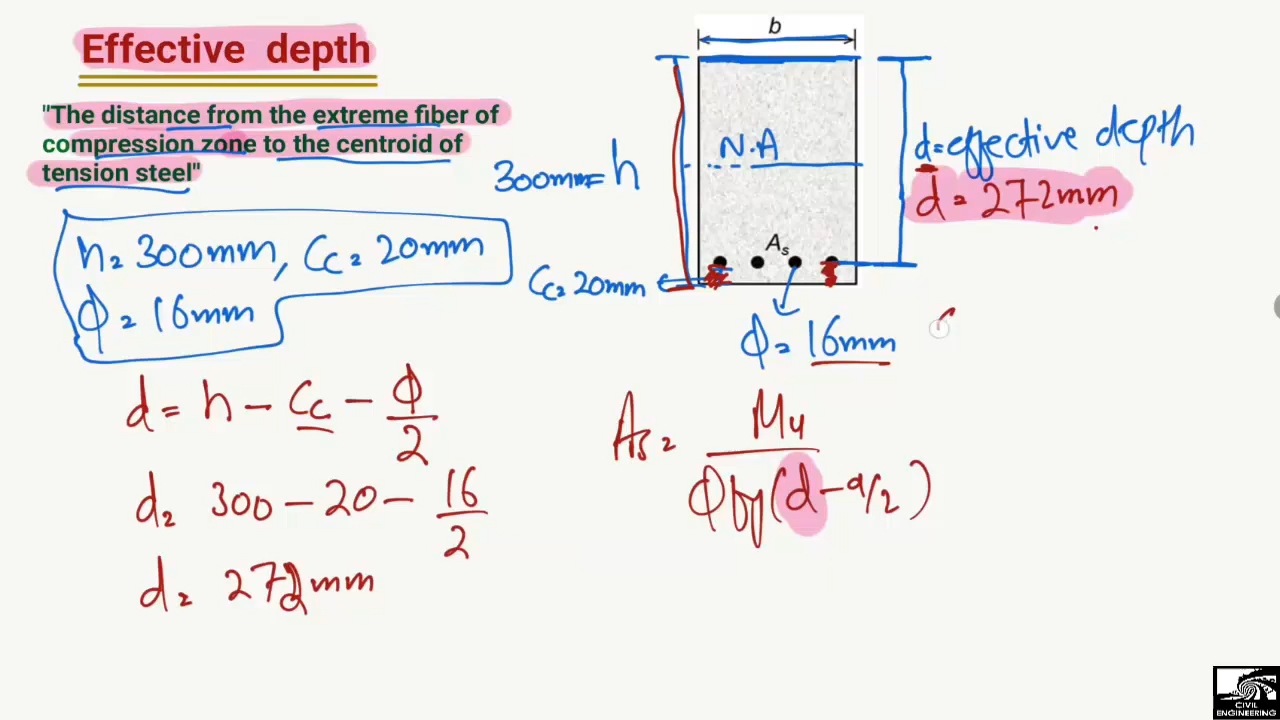 Effective depth
"The distance from the extreme fiber of
compression zone to the centroid of
tension steel"
h = 300mm, Cc = 20mm
ϕ = 16mm
d = h - Cc - ϕ/2
d = 300 - 20 - 16/2
d = 272mm
b
N.A
300mm = h
d = effective depth
d = 272mm
As
Cc = 20mm
ϕ = 16mm
As = Mu / ϕfy(d - a/2)
CIVIL
ENGINEERING